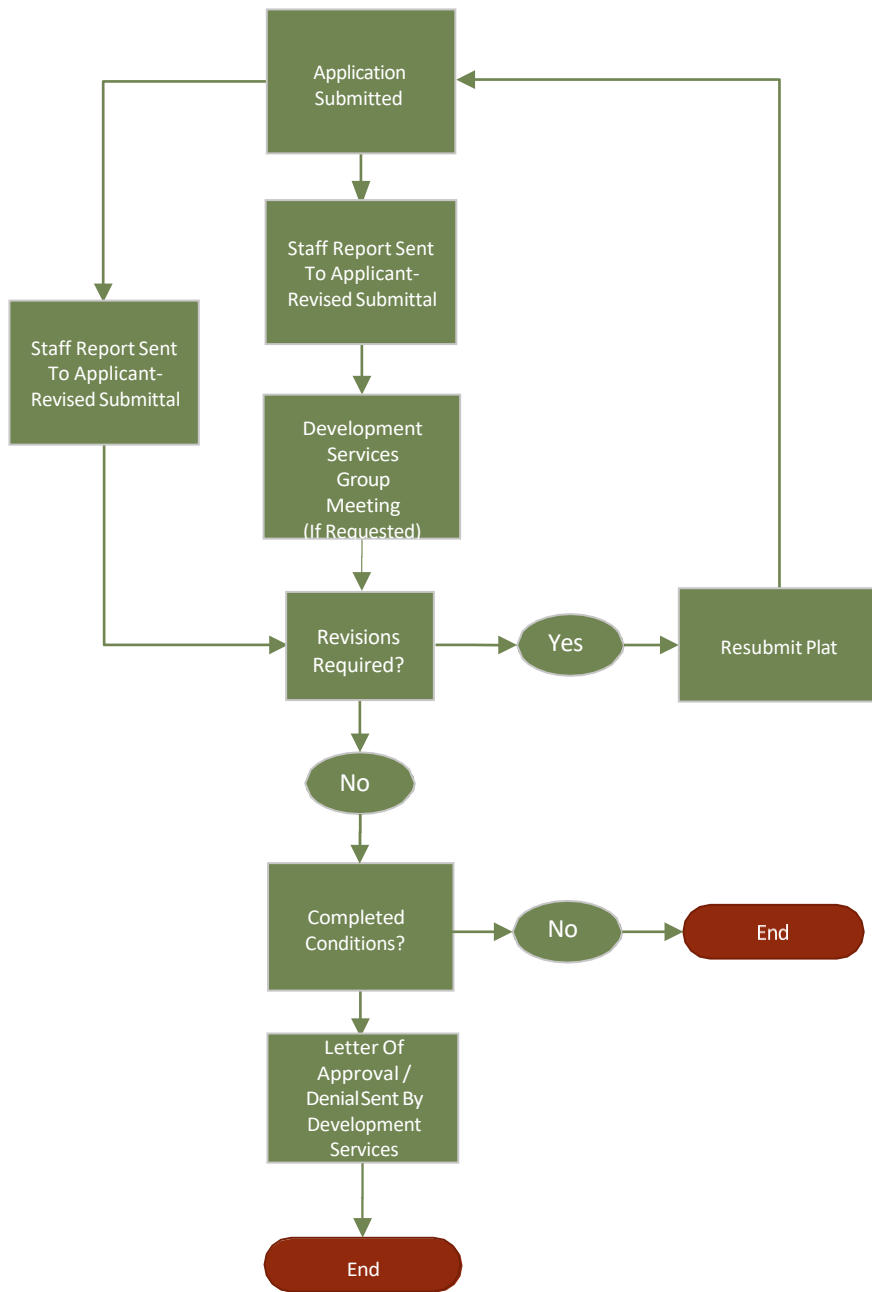 Application
Submitted
Staff Report Sent
To Applicant-
Revised Submittal
Staff Report Sent
To Applicant-
Revised Submittal
Development
Services
Group
Meeting
(If Requested)
Revisions
Required?
Yes
Resubmit Plat
No
Completed
Conditions?
No
End
Letter Of
Approval /
Denial Sent By
Development
Services
End